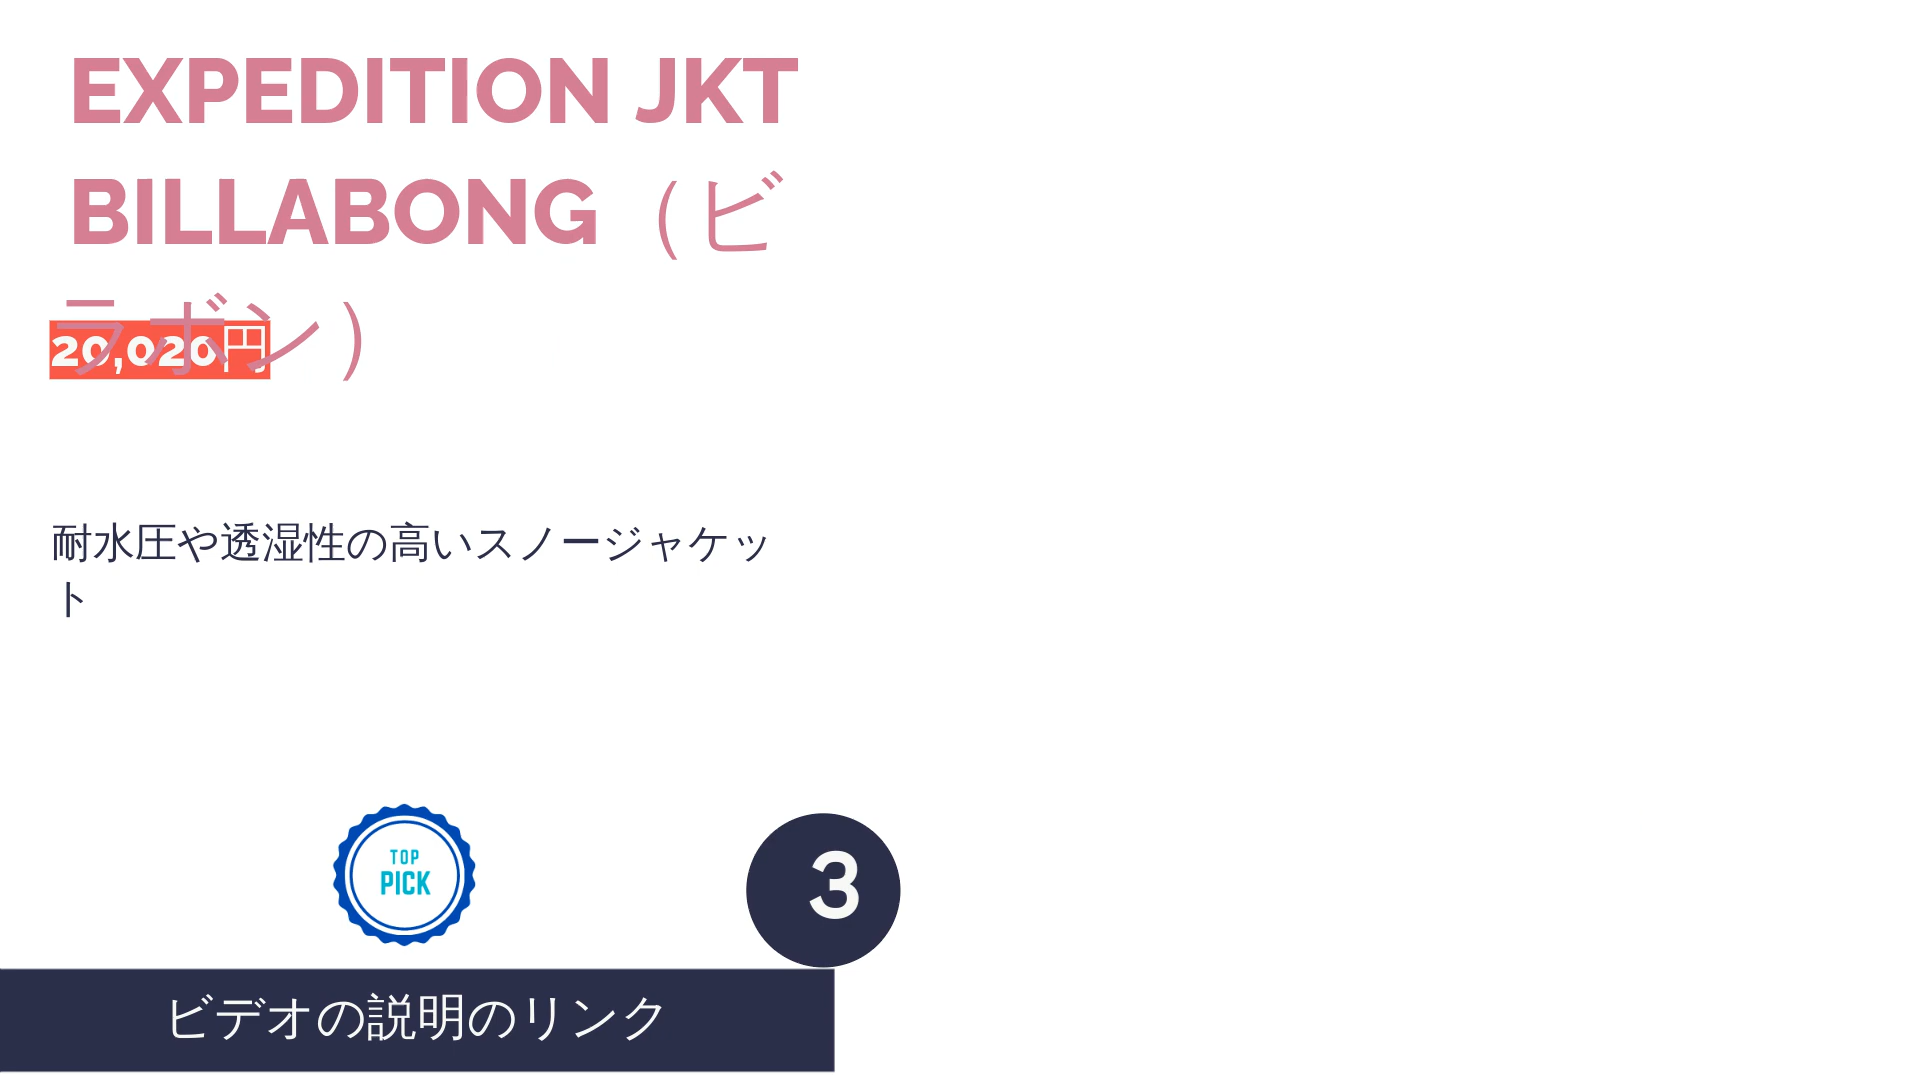 EXPEDITION JKT
BILLABONG（ビ
ラボン）
20,020円
耐水圧や透湿性の高いスノージャケッ
ト
TOP
PICK
3
ビデオの説明のリンク